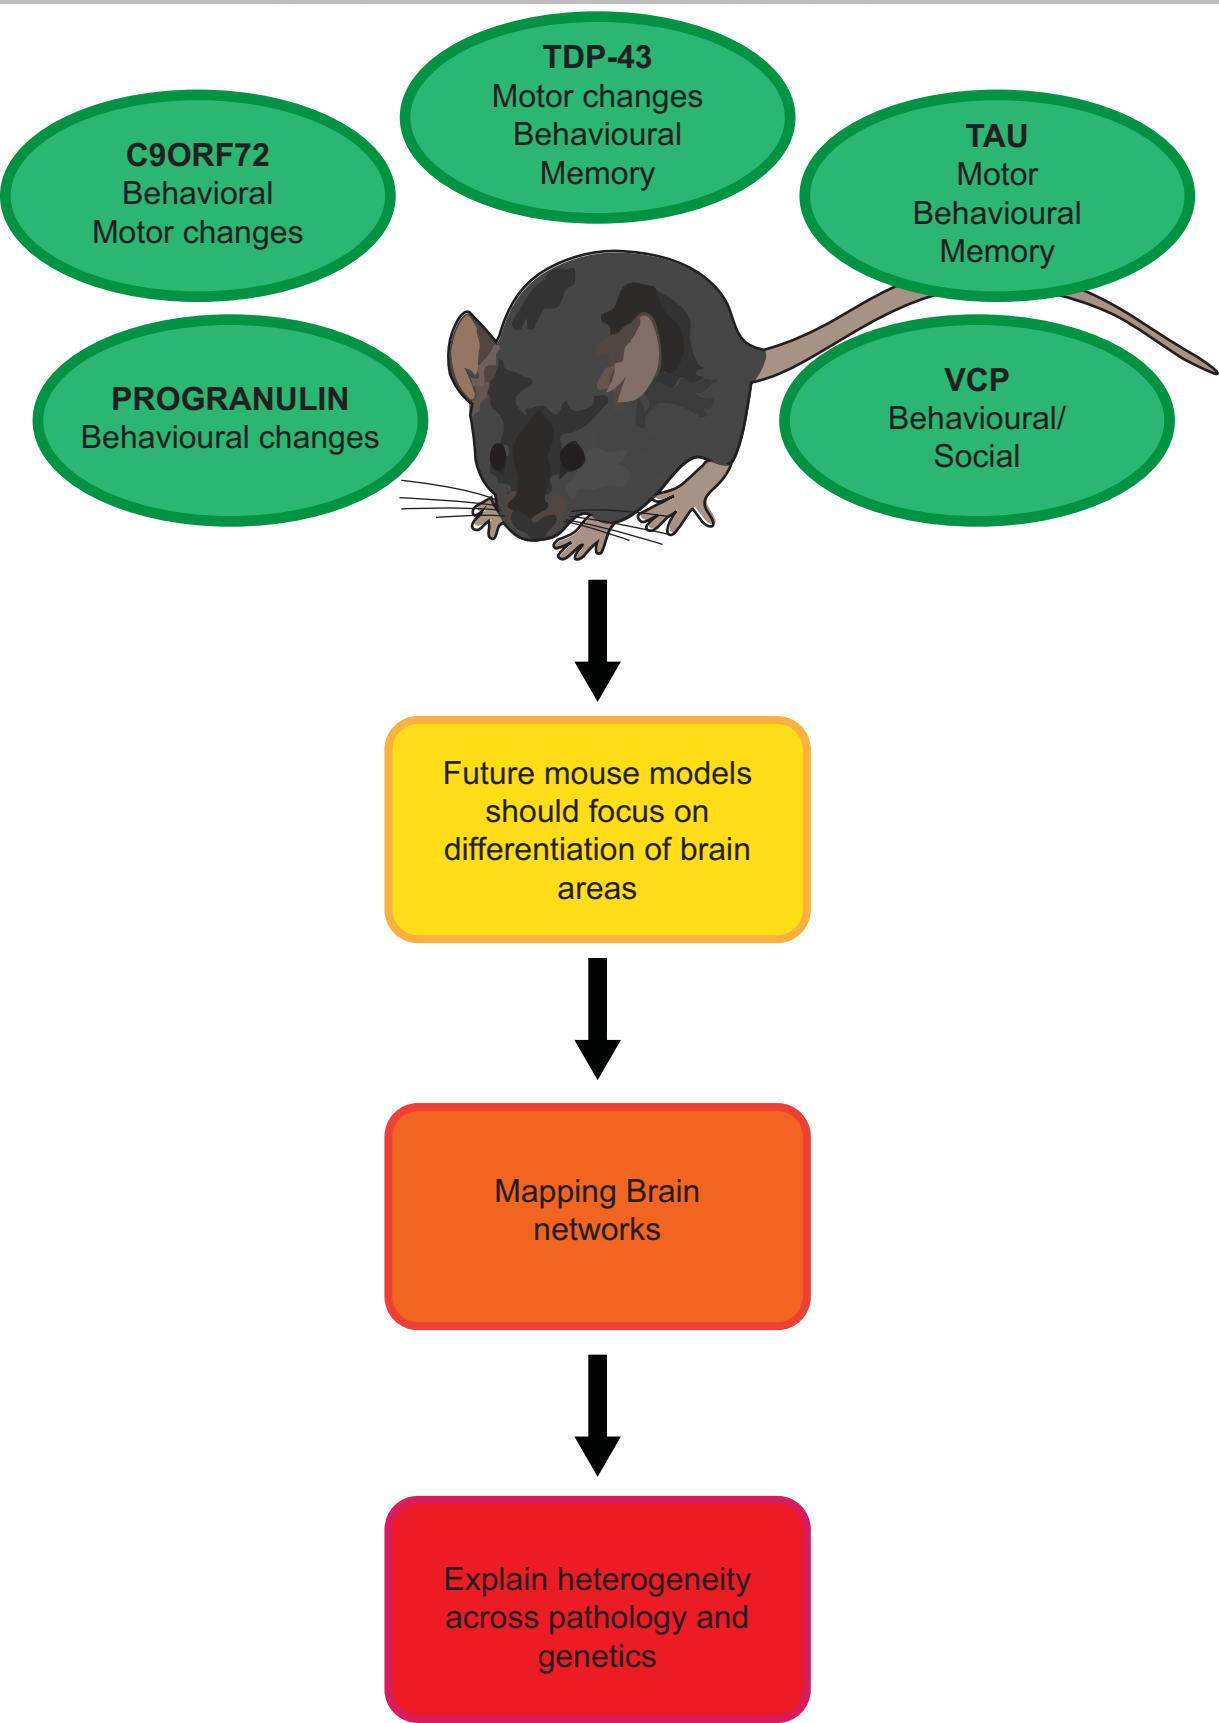 TDP-43
Motor changes
Behavioural
Memory
C9ORF72
Behavioral
Motor changes
TAU
Motor
Behavioural
Memory
PROGRANULIN
Behavioural changes
VCP
Behavioural/
Social
Future mouse models
should focus on
differentiation of brain
areas
Mapping Brain
networks
Explain heterogeneity
across pathology and
genetics